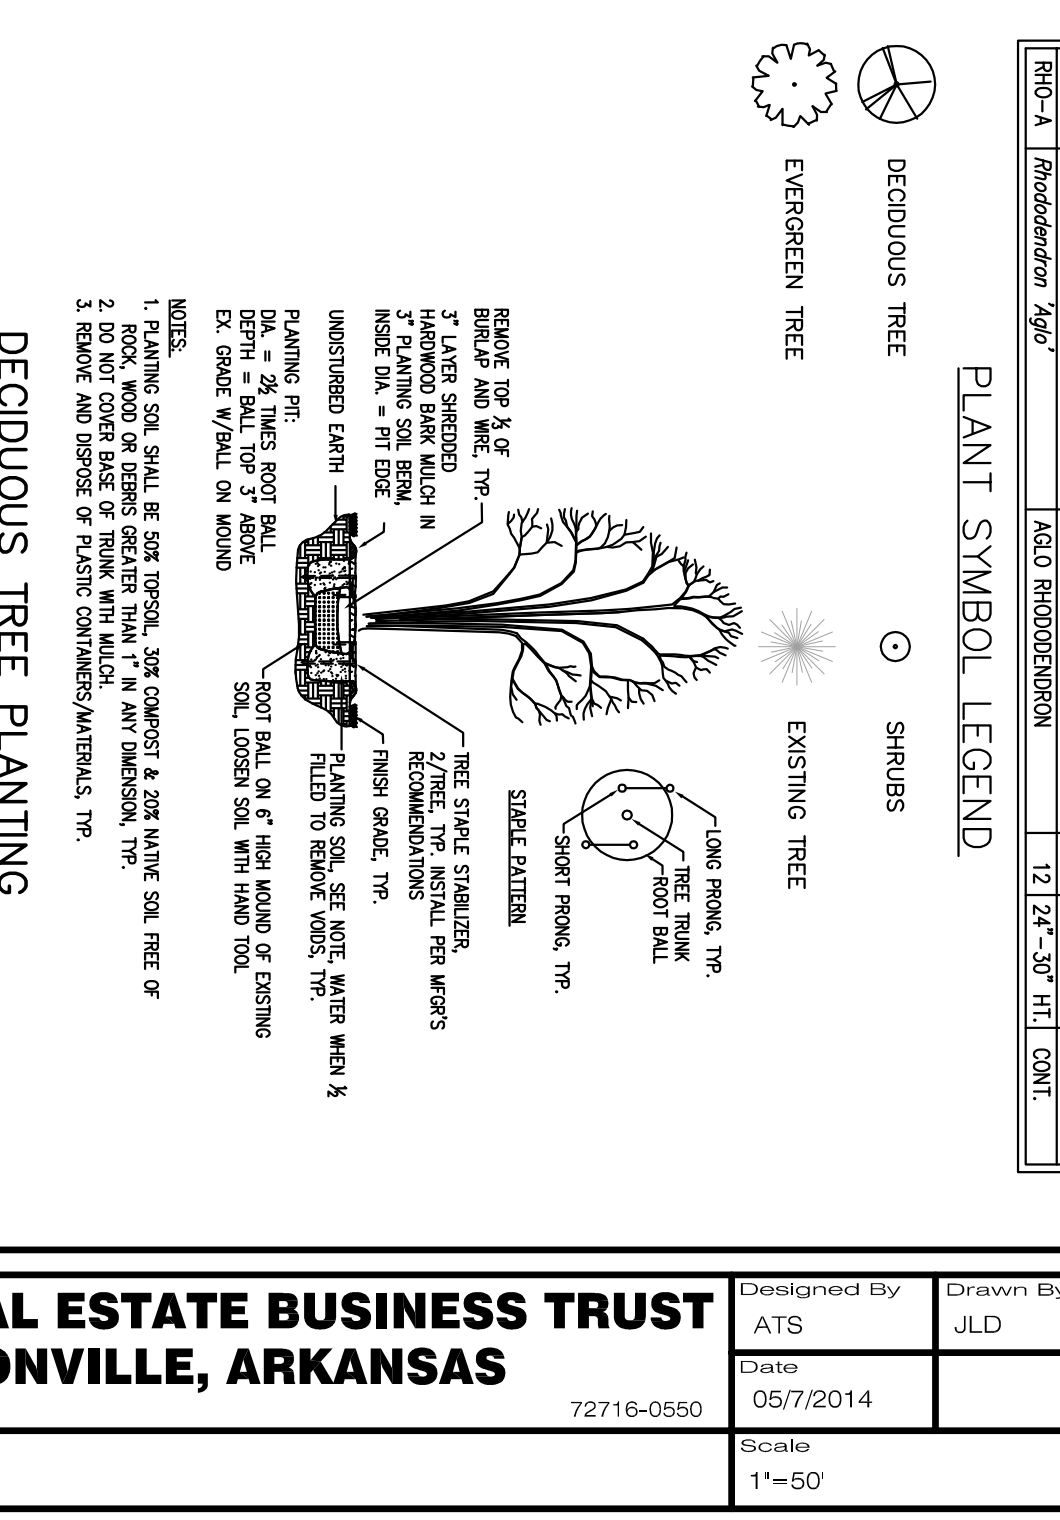 RHO-A Rhododendron 'Aglo' AGLO RHODODENDRON 12 24"-30" HT. CONT.
PLANT SYMBOL LEGEND
DECIDUOUS TREE SHRUBS
EVERGREEN TREE EXISTING TREE
REMOVE TOP ⅓ OF
BURLAP AND WIRE, TYP.
3" LAYER SHREDDED
HARDWOOD BARK MULCH IN
3" PLANTING SOIL BERM,
INSIDE DIA. = PIT EDGE
UNDISTURBED EARTH
PLANTING PIT:
DIA. = 2½ TIMES ROOT BALL
DEPTH = BALL TOP 3" ABOVE
EX. GRADE W/BALL ON MOUND
LONG PRONG, TYP.
TREE TRUNK
ROOT BALL
SHORT PRONG, TYP.
STAPLE PATTERN
TREE STAPLE STABILIZER,
2/TREE, TYP. INSTALL PER MFGR'S
RECOMMENDATIONS
FINISH GRADE, TYP.
PLANTING SOIL, SEE NOTE, WATER WHEN ½
FILLED TO REMOVE VOIDS, TYP.
ROOT BALL ON 6" HIGH MOUND OF EXISTING
SOIL, LOOSEN SOIL WITH HAND TOOL
NOTES:
1. PLANTING SOIL SHALL BE 50% TOPSOIL, 30% COMPOST & 20% NATIVE SOIL FREE OF
ROCK, WOOD OR DEBRIS GREATER THAN 1" IN ANY DIMENSION, TYP.
2. DO NOT COVER BASE OF TRUNK WITH MULCH.
3. REMOVE AND DISPOSE OF PLASTIC CONTAINERS/MATERIALS, TYP.
DECIDUOUS TREE PLANTING
AL ESTATE BUSINESS TRUST
ONVILLE, ARKANSAS
72716-0550
Designed By
ATS
Drawn By
JLD
Date
05/7/2014
Scale
1"=50'